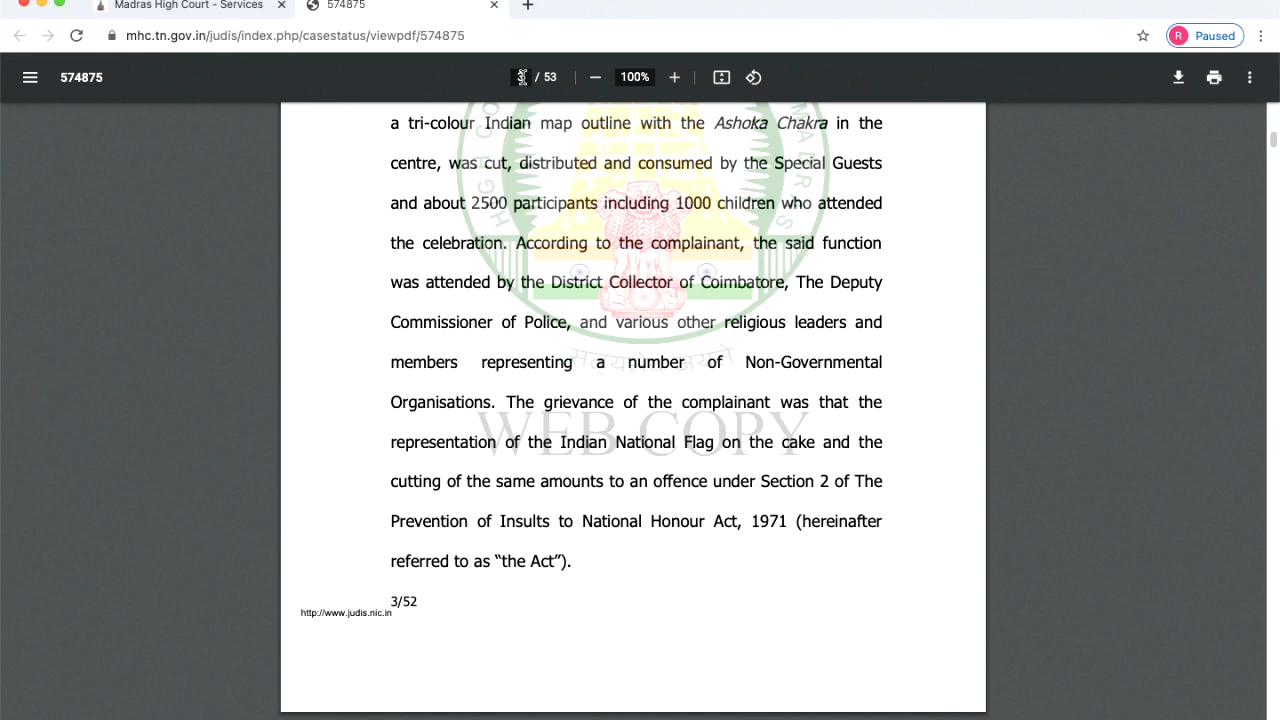 Madras High Court - Services
574875
mhc.tn.gov.in/judis/index.php/casestatus/viewpdf/574875
R Paused
574875
3 / 53
100%
a tri-colour Indian map outline with the Ashoka Chakra in the
centre, was cut, distributed and consumed by the Special Guests
and about 2500 participants including 1000 children who attended
the celebration. According to the complainant, the said function
was attended by the District Collector of Coimbatore, The Deputy
Commissioner of Police, and various other religious leaders and
members representing a number of Non-Governmental
Organisations. The grievance of the complainant was that the
WEB COPY
representation of the Indian National Flag on the cake and the
cutting of the same amounts to an offence under Section 2 of The
Prevention of Insults to National Honour Act, 1971 (hereinafter
referred to as “the Act”).
3/52
http://www.judis.nic.in